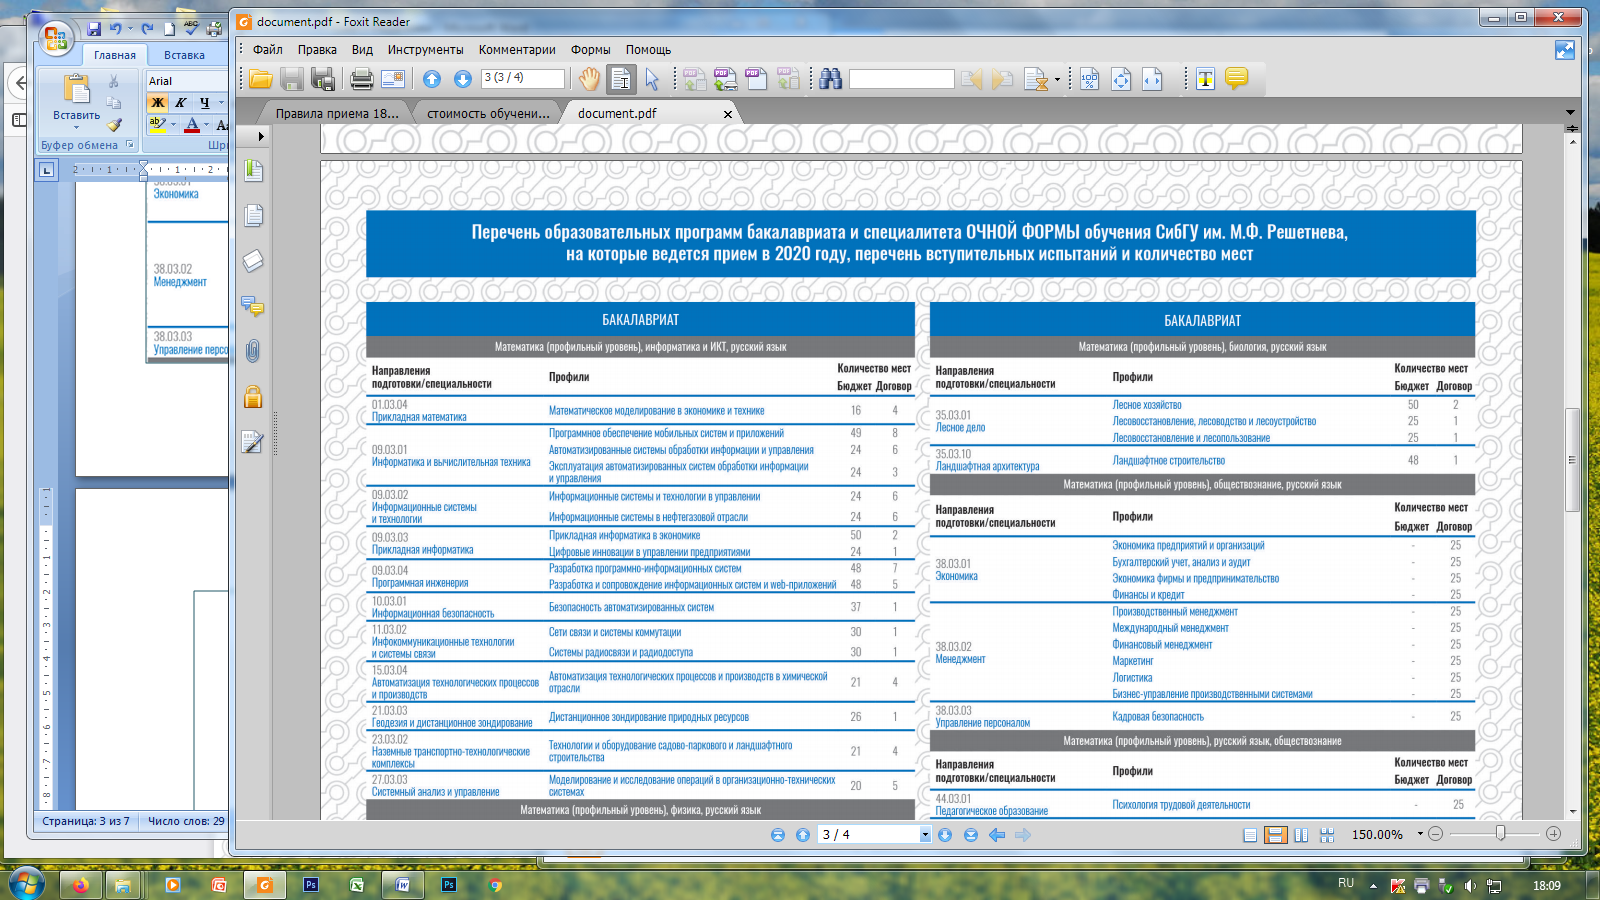 document.pdf - Foxit Reader
Файл Правка Вид Инструменты Комментарии Формы Помощь
3 (3 / 4)
Правила приема 18... стоимость обучени... document.pdf
Главная Вставка
Arial
Вставить
Ж К Ч
Буфер обмена
38.03.01
Экономика
38.03.02
Менеджмент
38.03.03
Управление персо
Страница: 3 из 7 Число слов: 29
Перечень образовательных программ бакалавриата и специалитета ОЧНОЙ ФОРМЫ обучения СибГУ им. М.Ф. Решетнева,
на которые ведется прием в 2020 году, перечень вступительных испытаний и количество мест
БАКАЛАВРИАТ
Математика (профильный уровень), информатика и ИКТ, русский язык
Направления подготовки/специальности Профили Количество мест
Бюджет Договор
01.03.04
Прикладная математика Математическое моделирование в экономике и технике 16 4
09.03.01
Информатика и вычислительная техника
Программное обеспечение мобильных систем и приложений 49 8
Автоматизированные системы обработки информации и управления 24 6
Эксплуатация автоматизированных систем обработки информации
и управления 24 3
09.03.02
Информационные системы
и технологии
Информационные системы и технологии в управлении 24 6
Информационные системы в нефтегазовой отрасли 24 6
09.03.03
Прикладная информатика
Прикладная информатика в экономике 50 2
Цифровые инновации в управлении предприятиями 24 1
09.03.04
Программная инженерия
Разработка программно-информационных систем 48 7
Разработка и сопровождение информационных систем и web-приложений 48 5
10.03.01
Информационная безопасность Безопасность автоматизированных систем 37 1
11.03.02
Инфокоммуникационные технологии
и системы связи
Сети связи и системы коммутации 30 1
Системы радиосвязи и радиодоступа 30 1
15.03.04
Автоматизация технологических процессов
и производств
Автоматизация технологических процессов и производств в химической
отрасли 21 4
21.03.03
Геодезия и дистанционное зондирование Дистанционное зондирование природных ресурсов 26 1
23.03.02
Наземные транспортно-технологические
комплексы
Технологии и оборудование садово-паркового и ландшафтного
строительства 21 4
27.03.03
Системный анализ и управление
Моделирование и исследование операций в организационно-технических
системах 20 5
Математика (профильный уровень), физика, русский язык
БАКАЛАВРИАТ
Математика (профильный уровень), биология, русский язык
Направления подготовки/специальности Профили Количество мест
Бюджет Договор
35.03.01
Лесное дело
Лесное хозяйство 50 2
Лесовосстановление, лесоводство и лесоустройство 25 1
Лесовосстановление и лесопользование 25 1
35.03.10
Ландшафтная архитектура Ландшафтное строительство 48 1
Математика (профильный уровень), обществознание, русский язык
Направления подготовки/специальности Профили Количество мест
Бюджет Договор
38.03.01
Экономика
Экономика предприятий и организаций - 25
Бухгалтерский учет, анализ и аудит - 25
Экономика фирмы и предпринимательство - 25
Финансы и кредит - 25
38.03.02
Менеджмент
Производственный менеджмент - 25
Международный менеджмент - 25
Финансовый менеджмент - 25
Маркетинг - 25
Логистика - 25
Бизнес-управление производственными системами - 25
38.03.03
Управление персоналом Кадровая безопасность - 25
Математика (профильный уровень), русский язык, обществознание
Направления подготовки/специальности Профили Количество мест
Бюджет Договор
44.03.01
Педагогическое образование Психология трудовой деятельности - 25
3 / 4
150.00%
RU
18:09